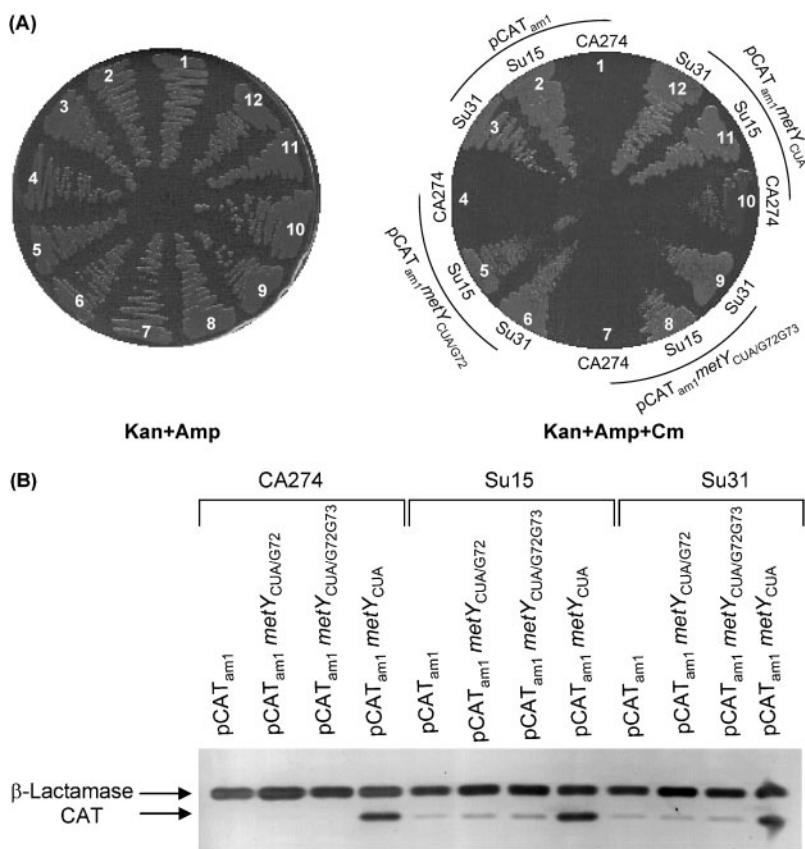 (A)
1
2
3
4
5
6
7
8
9
10
11
12
Kan+Amp
pCATam1
CA274
Su15
Su31
pCATam1metYCUA
Su31
Su15
CA274
1
2
3
4
5
6
7
8
9
10
11
12
CA274
Su15
Su31
pCATam1metYCUA/G72
CA274
Su15
Su31
pCATam1metYCUA/G72G73
Kan+Amp+Cm
(B)
CA274
Su15
Su31
pCATam1
pCATam1 metYCUA/G72
pCATam1 metYCUA/G72G73
pCATam1 metYCUA
pCATam1
pCATam1 metYCUA/G72
pCATam1 metYCUA/G72G73
pCATam1 metYCUA
pCATam1
pCATam1 metYCUA/G72
pCATam1 metYCUA/G72G73
pCATam1 metYCUA
β-Lactamase
CAT